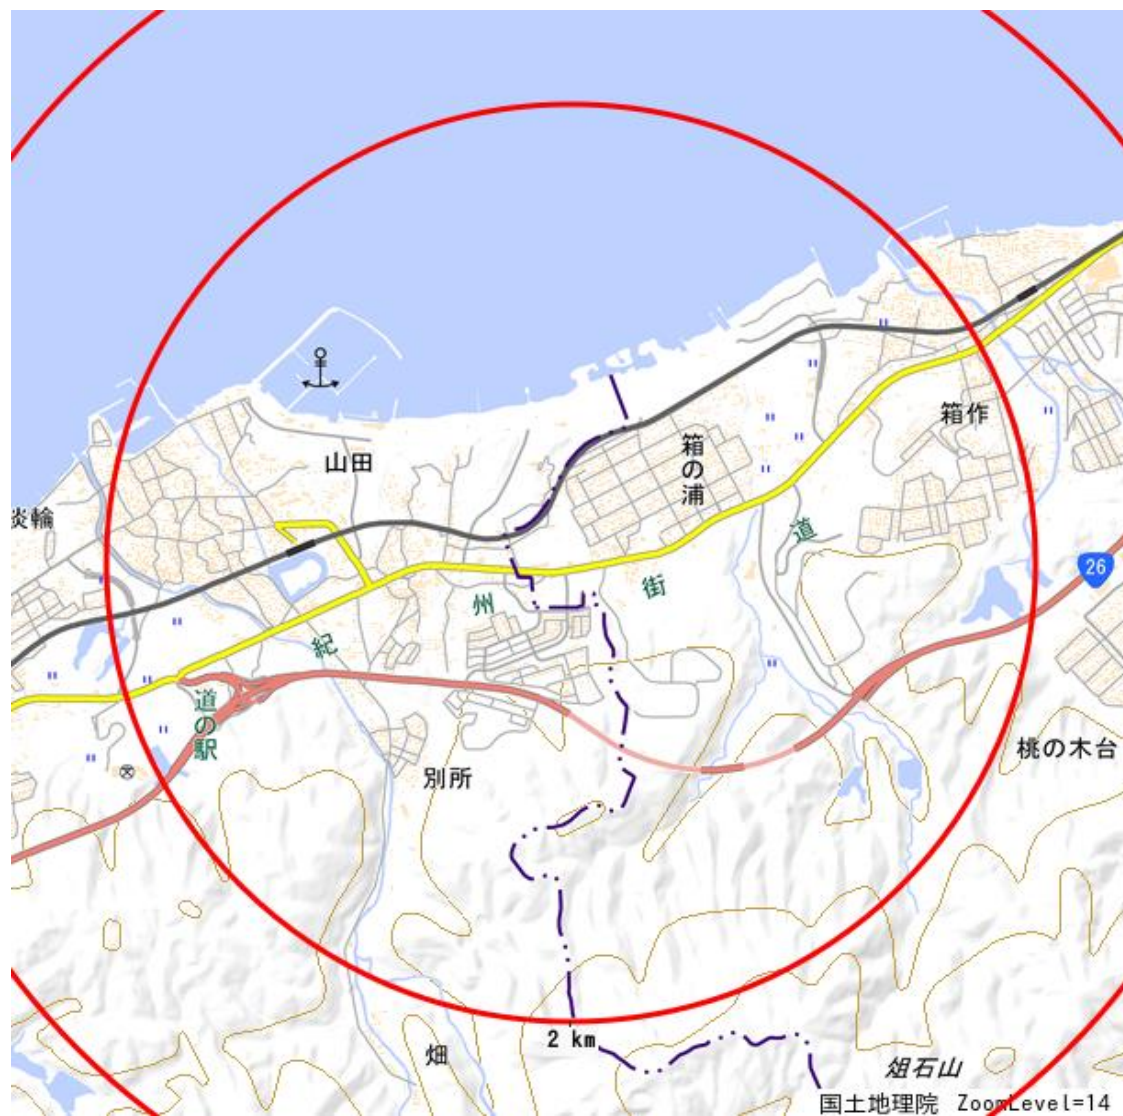 山田
箱作
箱の浦
淡輪
道
26
街
州
紀
道の駅
桃の木台
別所
2 km
畑
俎石山
国土地理院 ZoomLevel=14